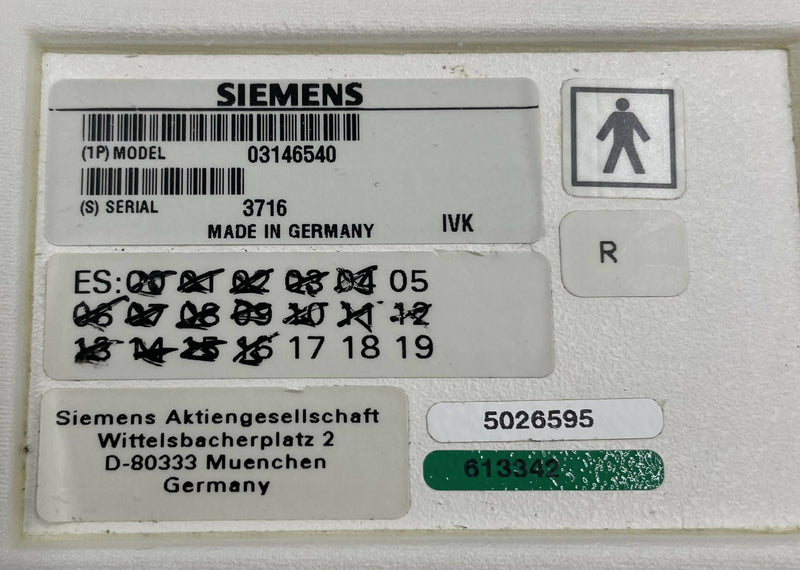 SIEMENS
(1P) MODEL 03146540
(S) SERIAL 3716
MADE IN GERMANY IVK
R
ES: 00 01 02 03 04 05
06 07 08 09 10 11 12
13 14 15 16 17 18 19
Siemens Aktiengesellschaft
Wittelsbacherplatz 2
D-80333 Muenchen
Germany
5026595
613342